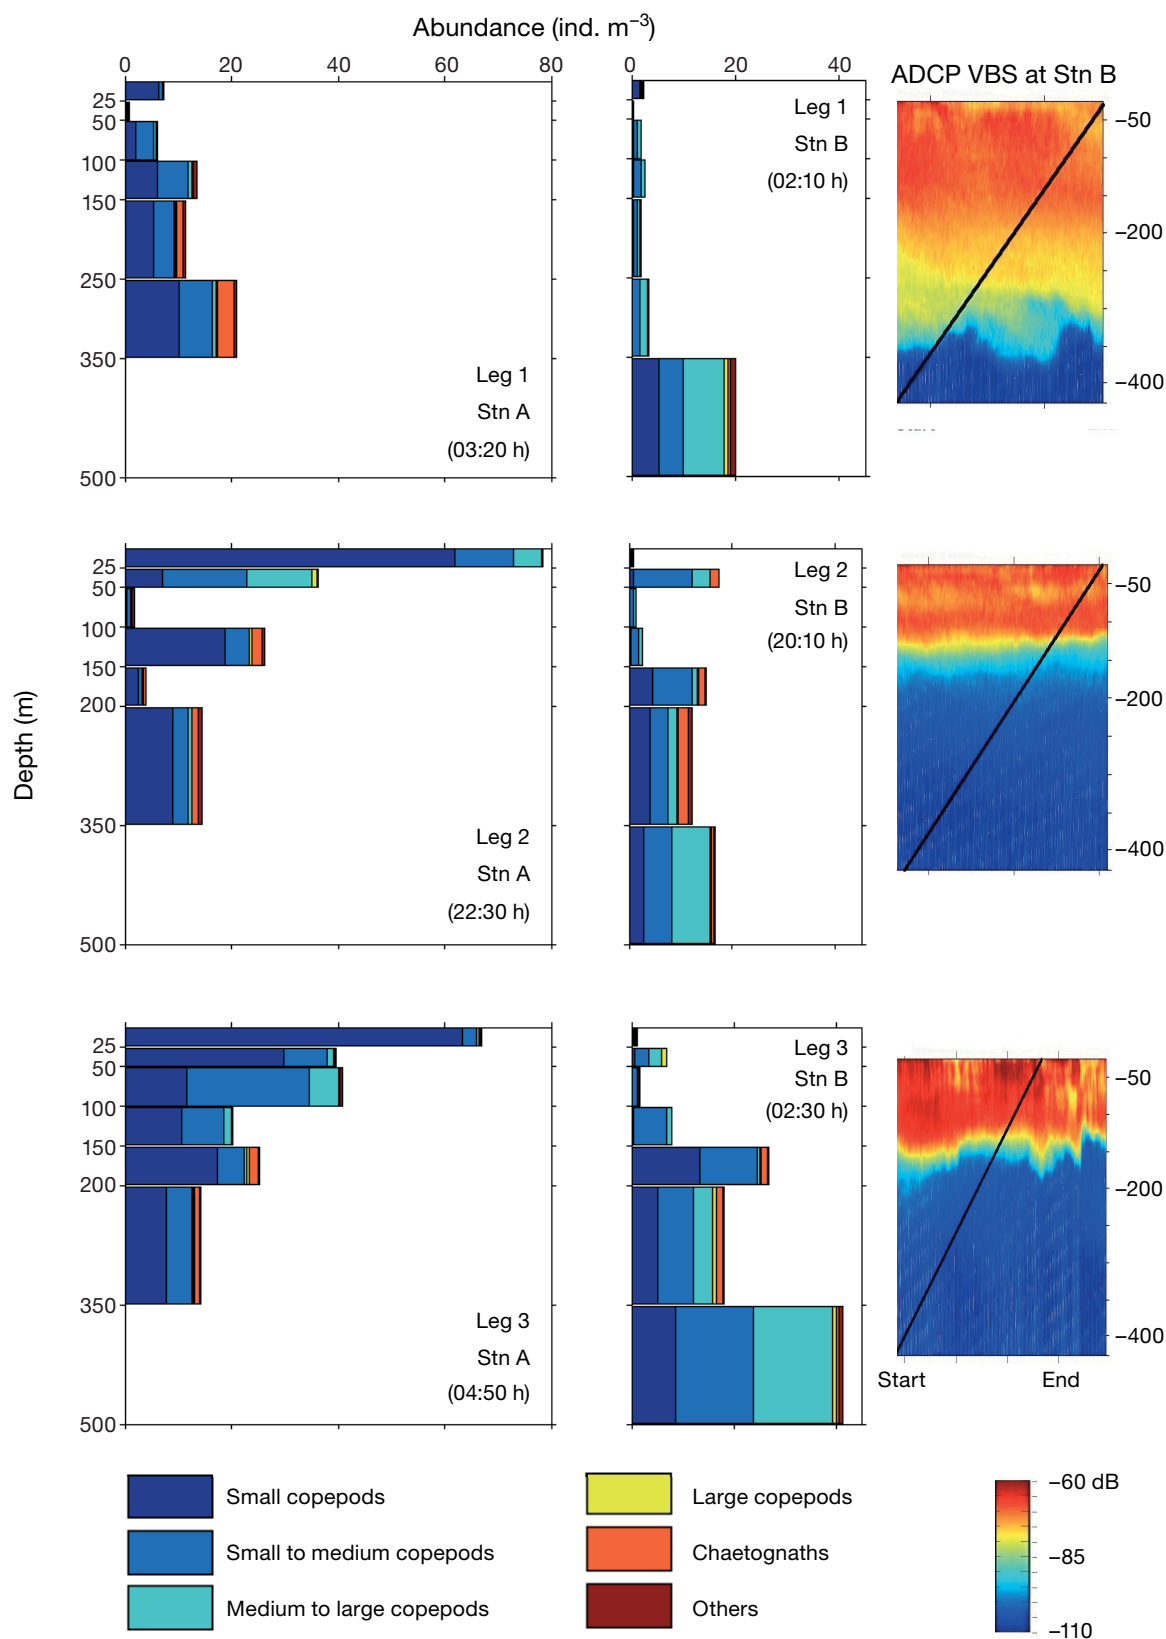 Abundance (ind. m⁻³)
0 20 40 60 80
0 20 40
ADCP VBS at Stn B
Depth (m)
25
50
100
150
250
350
500
Leg 1
Stn A
(03:20 h)
Leg 1
Stn B
(02:10 h)
–50
–200
–400
25
50
100
150
200
350
500
Leg 2
Stn A
(22:30 h)
Leg 2
Stn B
(20:10 h)
–50
–200
–400
25
50
100
150
200
350
500
Leg 3
Stn A
(04:50 h)
Leg 3
Stn B
(02:30 h)
–50
–200
–400
Start End
Small copepods
Small to medium copepods
Medium to large copepods
Large copepods
Chaetognaths
Others
–60 dB
–85
–110